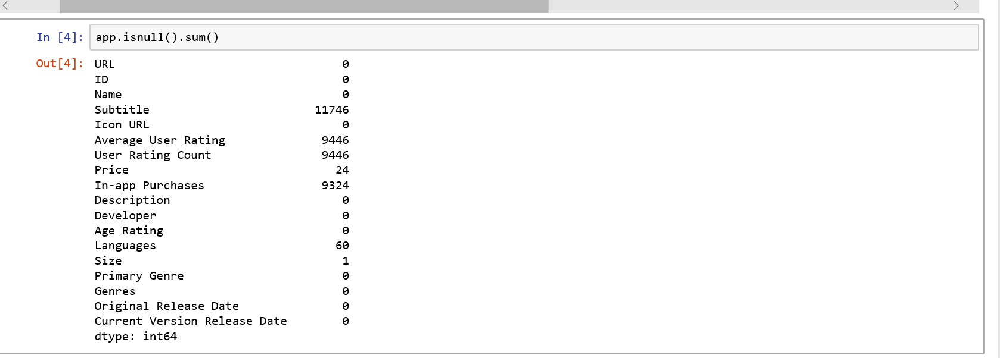 In [4]: app.isnull().sum()
Out[4]: URL 0
ID 0
Name 0
Subtitle 11746
Icon URL 0
Average User Rating 9446
User Rating Count 9446
Price 24
In-app Purchases 9324
Description 0
Developer 0
Age Rating 0
Languages 60
Size 1
Primary Genre 0
Genres 0
Original Release Date 0
Current Version Release Date 0
dtype: int64